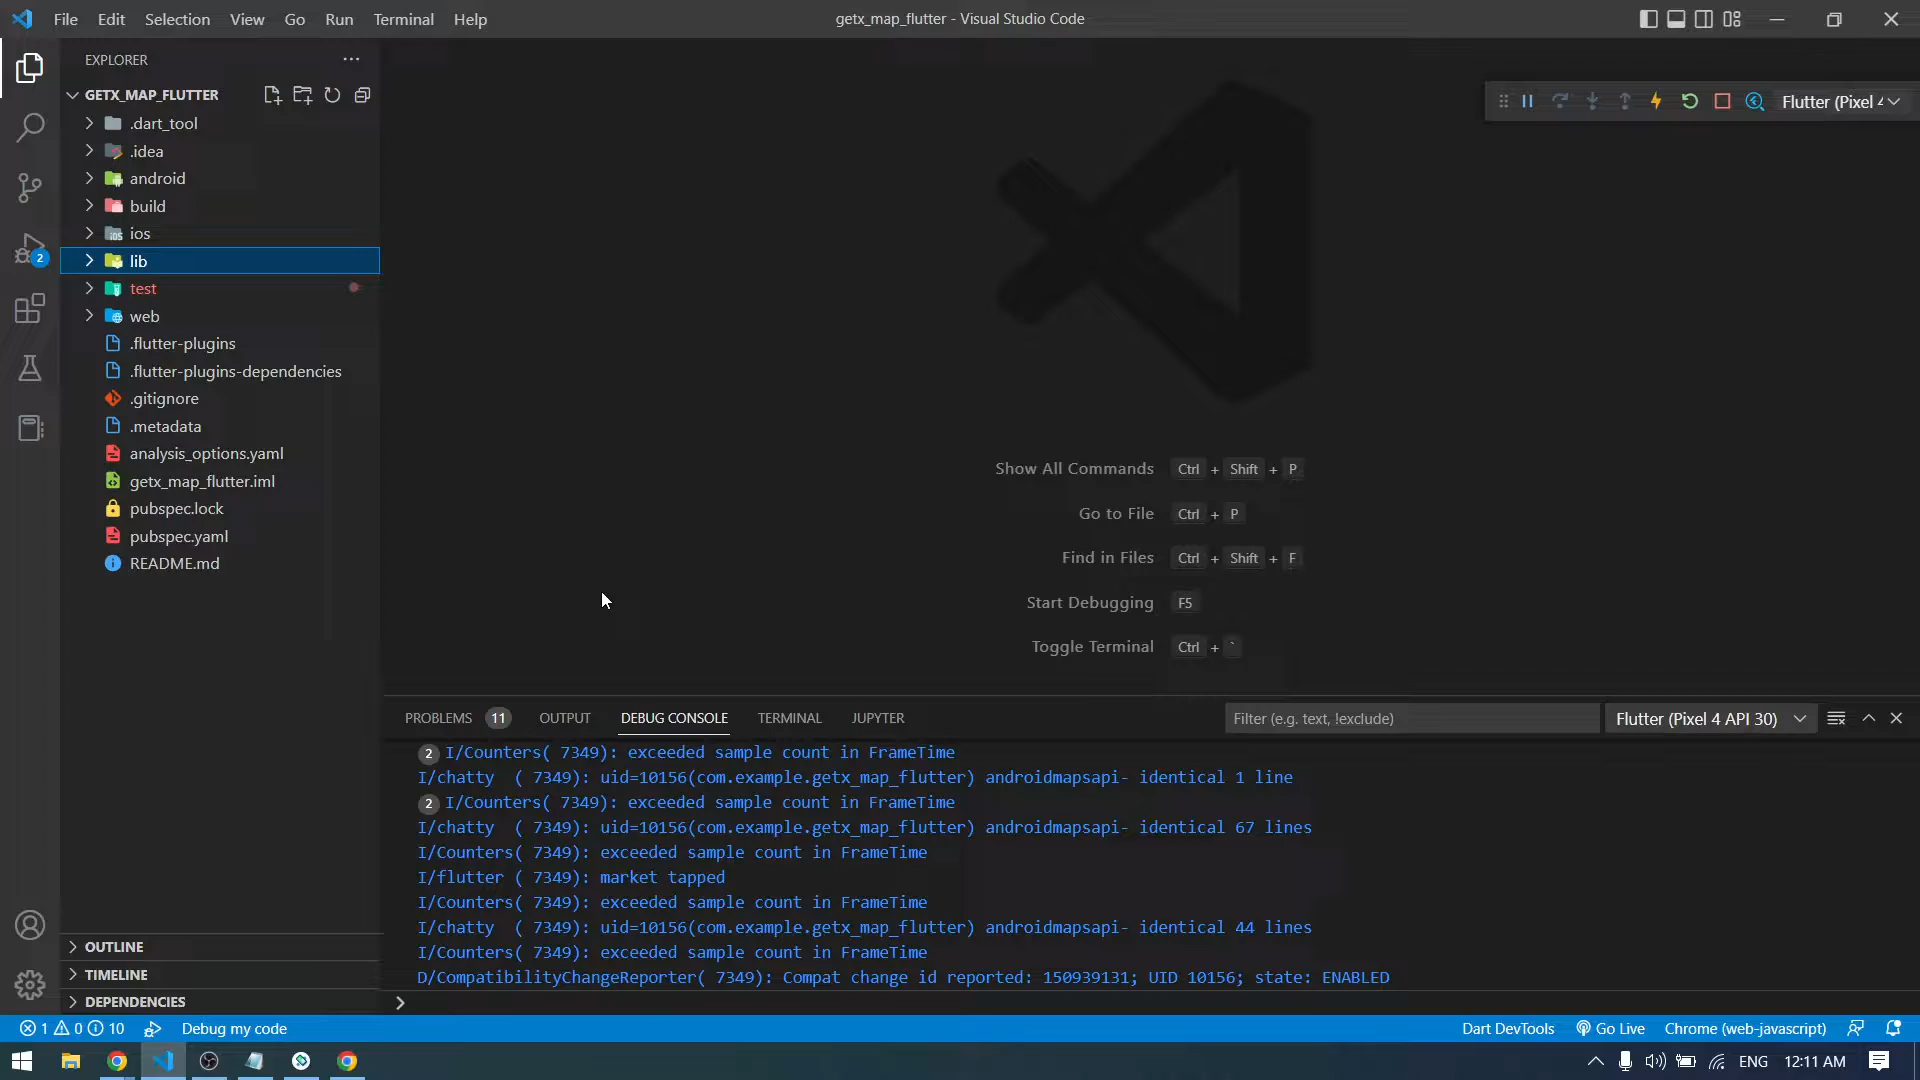 File Edit Selection View Go Run Terminal Help
getx_map_flutter - Visual Studio Code
EXPLORER
GETX_MAP_FLUTTER
.dart_tool
.idea
android
build
ios
lib
test
web
.flutter-plugins
.flutter-plugins-dependencies
.gitignore
.metadata
analysis_options.yaml
getx_map_flutter.iml
pubspec.lock
pubspec.yaml
README.md
OUTLINE
TIMELINE
DEPENDENCIES
2
Flutter (Pixel 4
Show All Commands Ctrl + Shift + P
Go to File Ctrl + P
Find in Files Ctrl + Shift + F
Start Debugging F5
Toggle Terminal Ctrl + `
PROBLEMS 11 OUTPUT DEBUG CONSOLE TERMINAL JUPYTER
Filter (e.g. text, !exclude)
Flutter (Pixel 4 API 30)
2 I/Counters( 7349): exceeded sample count in FrameTime
I/chatty  ( 7349): uid=10156(com.example.getx_map_flutter) androidmapsapi- identical 1 line
2 I/Counters( 7349): exceeded sample count in FrameTime
I/chatty  ( 7349): uid=10156(com.example.getx_map_flutter) androidmapsapi- identical 67 lines
I/Counters( 7349): exceeded sample count in FrameTime
I/flutter ( 7349): market tapped
I/Counters( 7349): exceeded sample count in FrameTime
I/chatty  ( 7349): uid=10156(com.example.getx_map_flutter) androidmapsapi- identical 44 lines
I/Counters( 7349): exceeded sample count in FrameTime
D/CompatibilityChangeReporter( 7349): Compat change id reported: 150939131; UID 10156; state: ENABLED
1 0 10 Debug my code
Dart DevTools Go Live Chrome (web-javascript)
ENG 12:11 AM